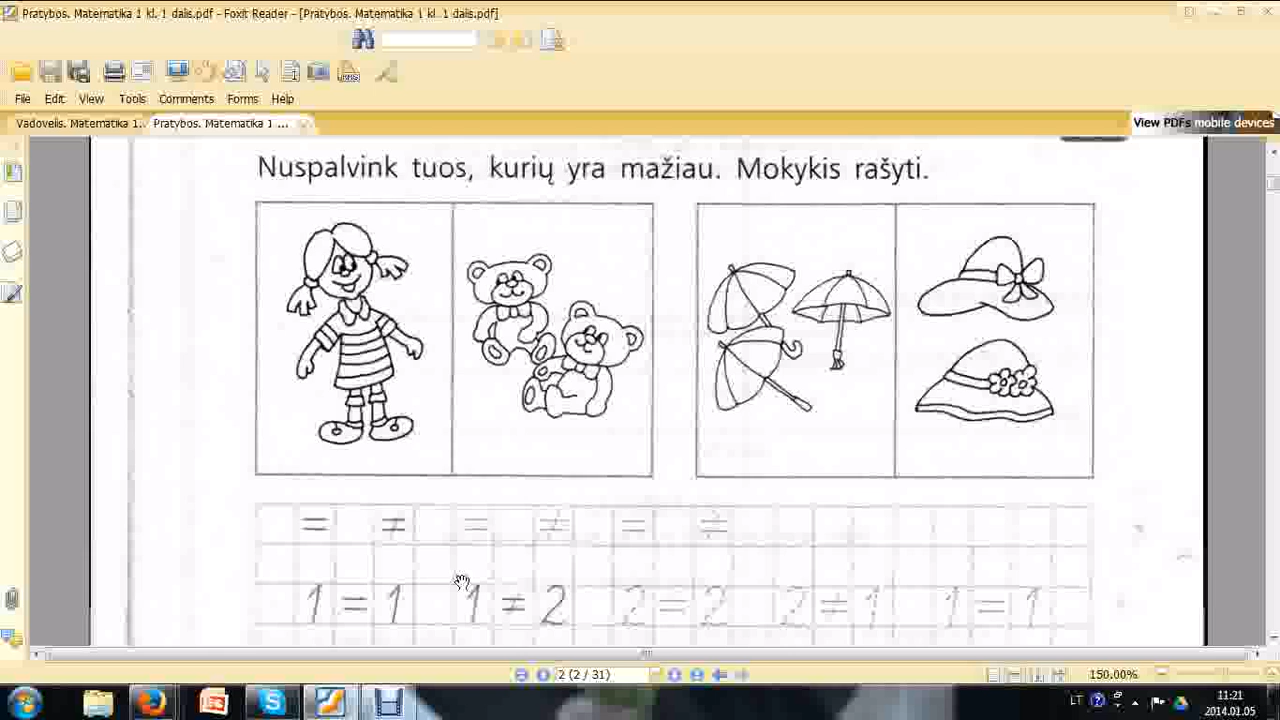 Pratybos. Matematika 1 kl. 1 dalis.pdf - Foxit Reader - [Pratybos. Matematika 1 kl. 1 dalis.pdf]
File Edit View Tools Comments Forms Help
Vadovelis. Matematika 1. Pratybos. Matematika 1 ...
View PDFs mobile devices
Nuspalvink tuos, kurių yra mažiau. Mokykis rašyti.
= ≠ = ≠ = ≠
1 = 1 1 ≠ 2 2 = 2 2 ≠ 1 1 = 1
2 (2 / 31) 150.00%
LT 11:21
2014.01.05